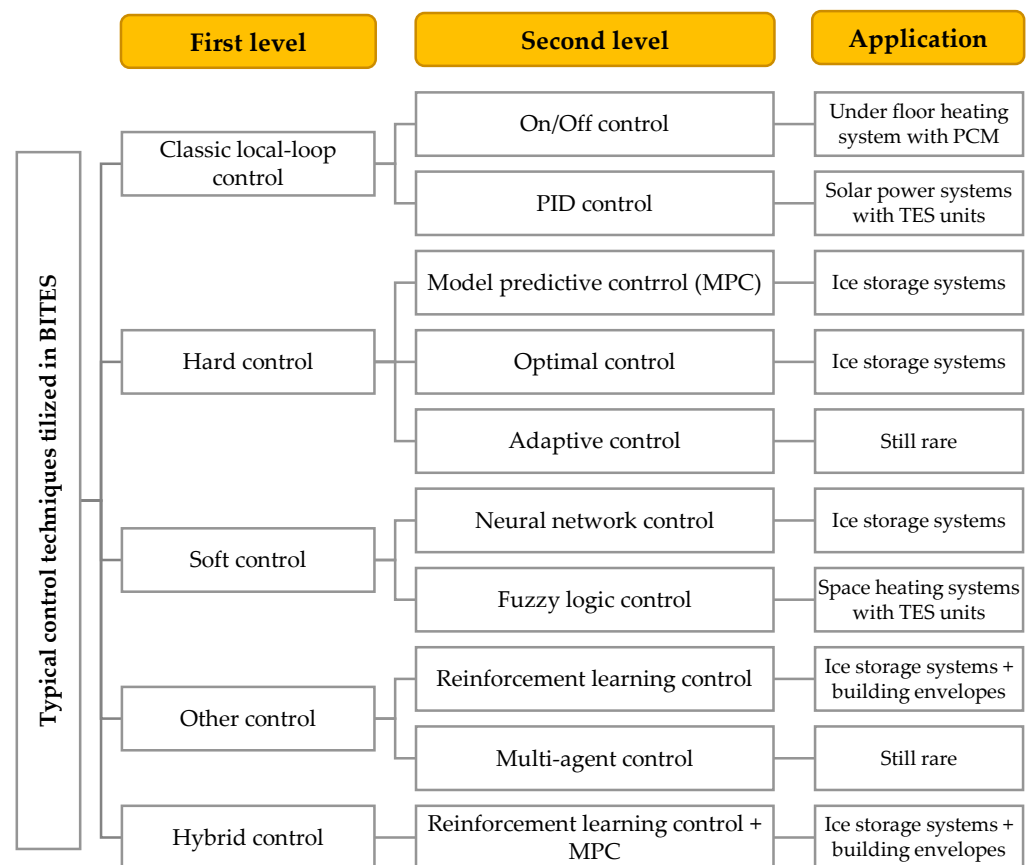 First level
Second level
Application
Typical control techniques tilized in BITES
Classic local-loop
control
On/Off control
Under floor heating
system with PCM
PID control
Solar power systems
with TES units
Hard control
Model predictive contrrol (MPC)
Ice storage systems
Optimal control
Ice storage systems
Adaptive control
Still rare
Soft control
Neural network control
Ice storage systems
Fuzzy logic control
Space heating systems
with TES units
Other control
Reinforcement learning control
Ice storage systems +
building envelopes
Multi-agent control
Still rare
Hybrid control
Reinforcement learning control +
MPC
Ice storage systems +
building envelopes